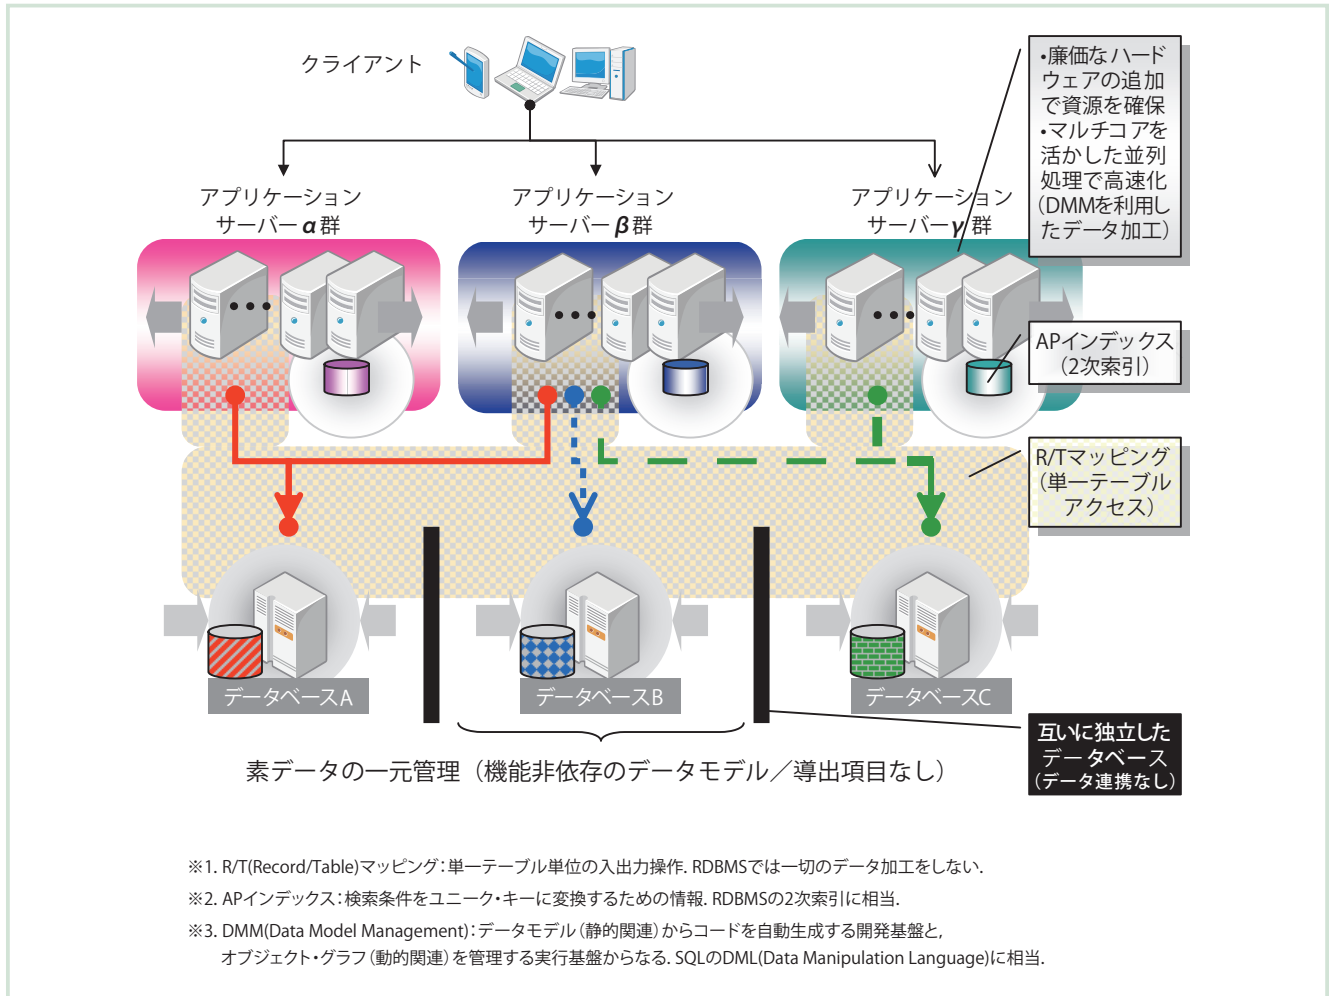 クライアント
・廉価なハード
ウェアの追加
で資源を確保
・マルチコアを
活かした並列
処理で高速化
(DMMを利用し
たデータ加工)
アプリケーション
サーバーα群
アプリケーション
サーバーβ群
アプリケーション
サーバーγ群
APインデックス
(2次索引)
R/Tマッピング
(単一テーブル
アクセス)
データベースA
データベースB
データベースC
互いに独立した
データベース
(データ連携なし)
素データの一元管理(機能非依存のデータモデル/導出項目なし)
※1. R/T(Record/Table)マッピング:単一テーブル単位の入出力操作. RDBMSでは一切のデータ加工をしない.
※2. APインデックス:検索条件をユニーク・キーに変換するための情報. RDBMSの2次索引に相当.
※3. DMM(Data Model Management):データモデル(静的関連)からコードを自動生成する開発基盤と,
オブジェクト・グラフ(動的関連)を管理する実行基盤からなる. SQLのDML(Data Manipulation Language)に相当.